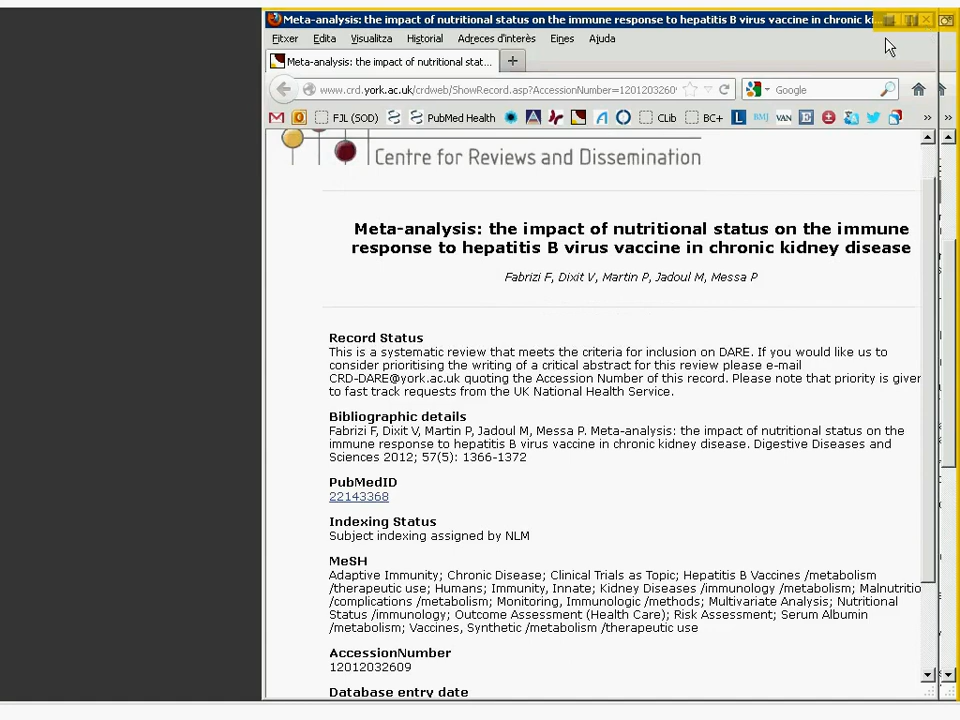 Meta-analysis: the impact of nutritional status on the immune response to hepatitis B virus vaccine in chronic ki
Fitxer Edita Visualitza Historial Adreces d'interès Eines Ajuda
Meta-analysis: the impact of nutritional stat...
www.crd.york.ac.uk/crdweb/ShowRecord.asp?AccessionNumber=1201203260 Google
FJL (SOD) PubMed Health CLib BC+ L BMJ VAN E »
Centre for Reviews and Dissemination
Meta-analysis: the impact of nutritional status on the immune
response to hepatitis B virus vaccine in chronic kidney disease
Fabrizi F, Dixit V, Martin P, Jadoul M, Messa P
Record Status
This is a systematic review that meets the criteria for inclusion on DARE. If you would like us to
consider prioritising the writing of a critical abstract for this review please e-mail
CRD-DARE@york.ac.uk quoting the Accession Number of this record. Please note that priority is given
to fast track requests from the UK National Health Service.
Bibliographic details
Fabrizi F, Dixit V, Martin P, Jadoul M, Messa P. Meta-analysis: the impact of nutritional status on the
immune response to hepatitis B virus vaccine in chronic kidney disease. Digestive Diseases and
Sciences 2012; 57(5): 1366-1372
PubMedID
22143368
Indexing Status
Subject indexing assigned by NLM
MeSH
Adaptive Immunity; Chronic Disease; Clinical Trials as Topic; Hepatitis B Vaccines /metabolism
/therapeutic use; Humans; Immunity, Innate; Kidney Diseases /immunology /metabolism; Malnutritio
/complications /metabolism; Monitoring, Immunologic /methods; Multivariate Analysis; Nutritional
Status /immunology; Outcome Assessment (Health Care); Risk Assessment; Serum Albumin
/metabolism; Vaccines, Synthetic /metabolism /therapeutic use
AccessionNumber
12012032609
Database entry date